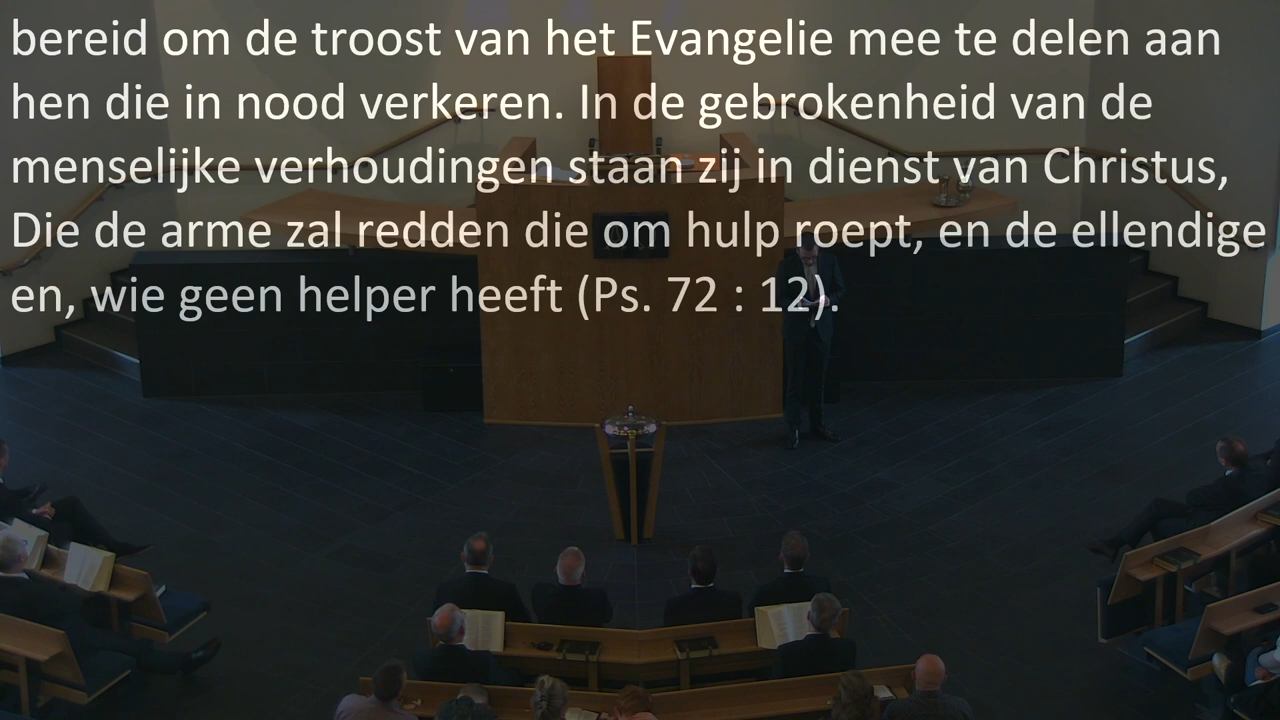 bereid om de troost van het Evangelie mee te delen aan
hen die in nood verkeren. In de gebrokenheid van de
menselijke verhoudingen staan zij in dienst van Christus,
Die de arme zal redden die om hulp roept, en de ellendige
en, wie geen helper heeft (Ps. 72 : 12).